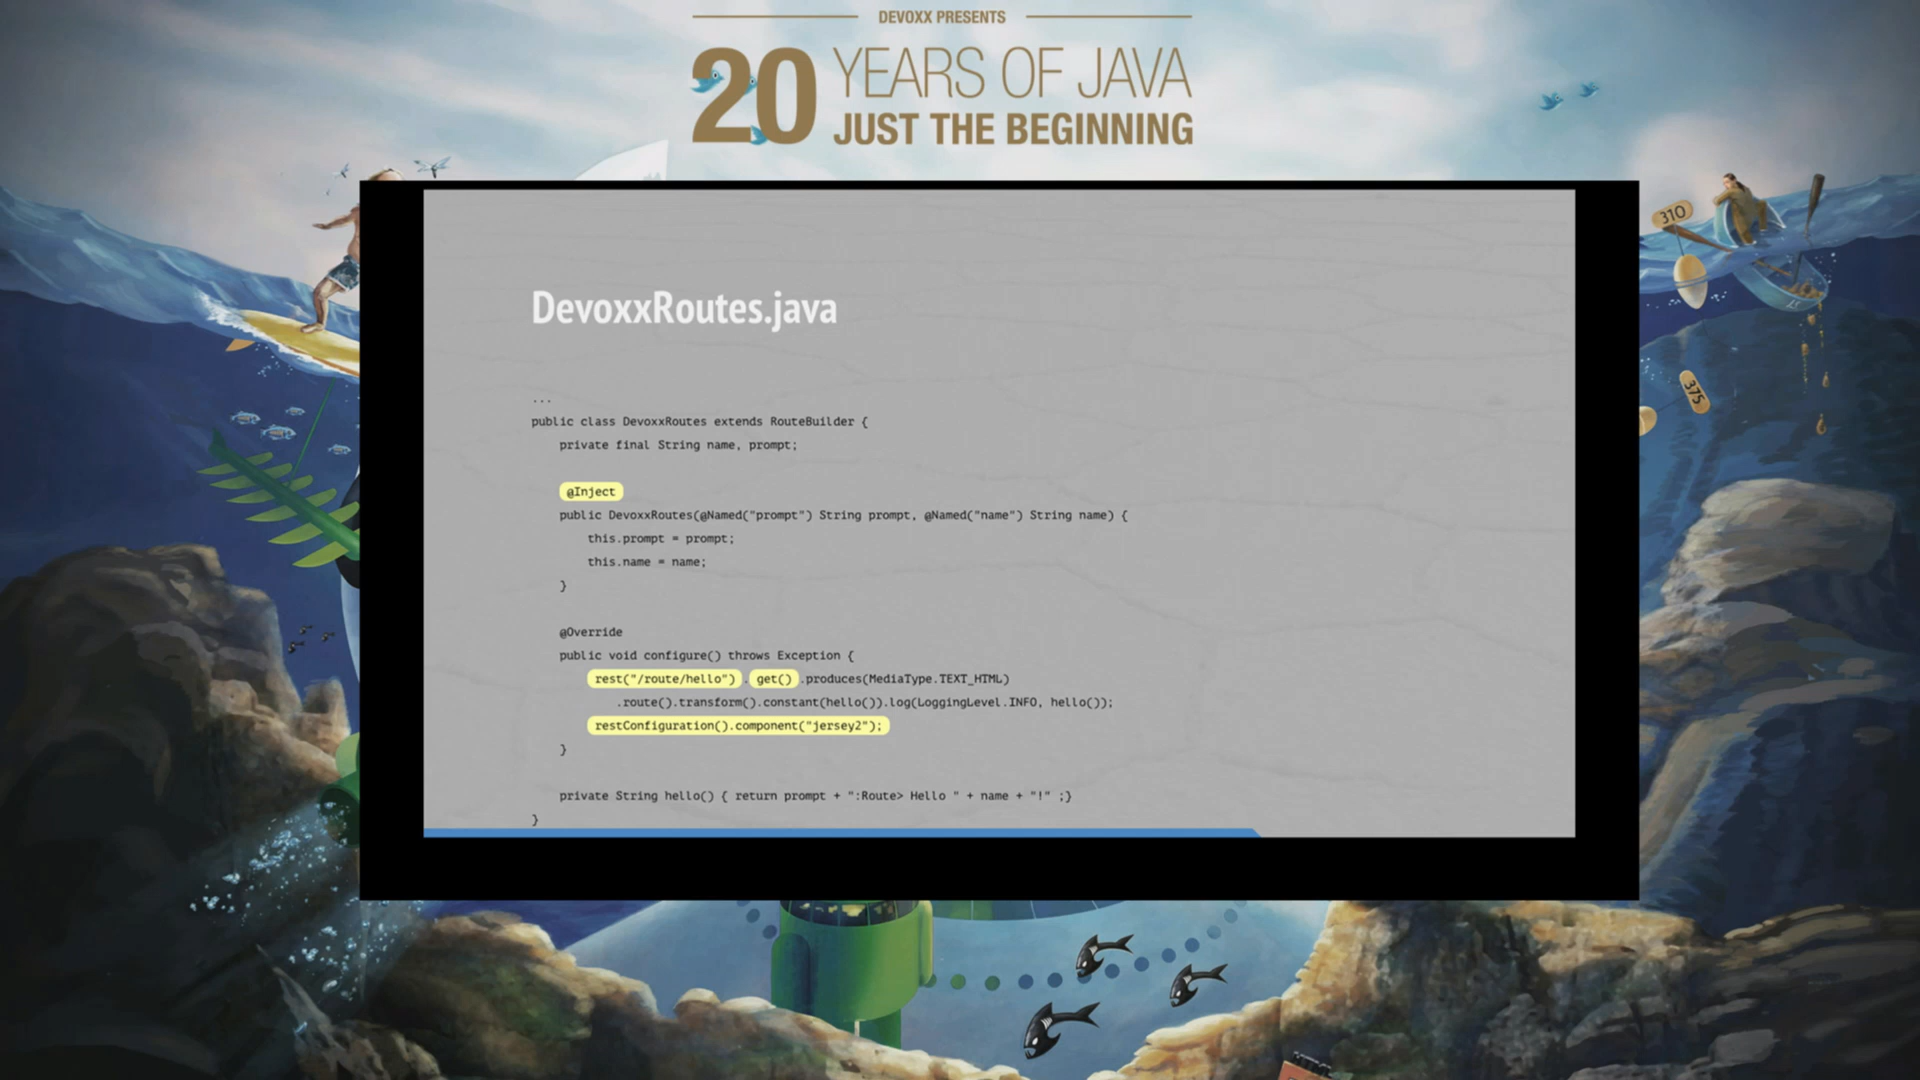 DEVOXX PRESENTS
20 YEARS OF JAVA
JUST THE BEGINNING
310
375
DevoxxRoutes.java
...
public class DevoxxRoutes extends RouteBuilder {
    private final String name, prompt;
    @Inject
    public DevoxxRoutes(@Named("prompt") String prompt, @Named("name") String name) {
        this.prompt = prompt;
        this.name = name;
    }
    @Override
    public void configure() throws Exception {
        rest("/route/hello").get().produces(MediaType.TEXT_HTML)
            .route().transform().constant(hello()).log(LoggingLevel.INFO, hello());
        restConfiguration().component("jersey2");
    }
    private String hello() { return prompt + ":Route> Hello " + name + "!" ;}
}